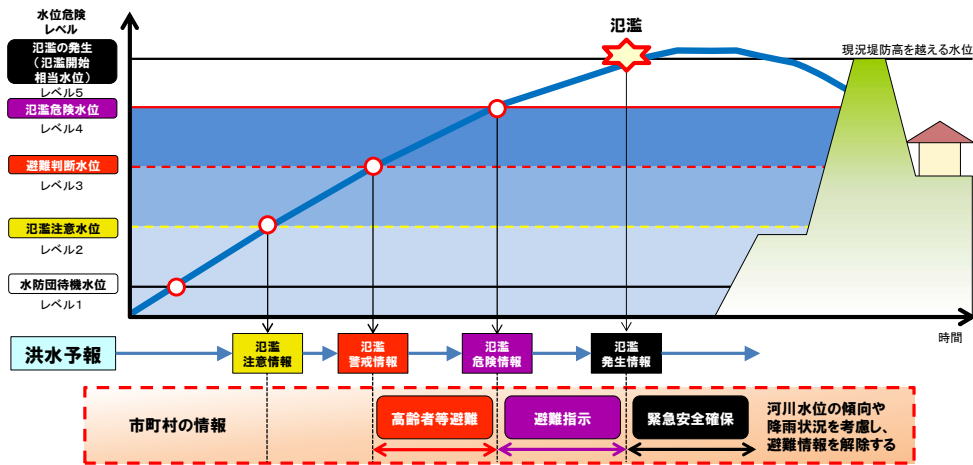 水位危険
レベル
氾濫の発生
（氾濫開始
相当水位）
レベル5
氾濫危険水位
レベル4
避難判断水位
レベル3
氾濫注意水位
レベル2
水防団待機水位
レベル1
氾濫
現況堤防高を越える水位
時間
洪水予報
氾濫
注意情報
氾濫
警戒情報
氾濫
危険情報
氾濫
発生情報
市町村の情報
高齢者等避難
避難指示
緊急安全確保
河川水位の傾向や
降雨状況を考慮し、
避難情報を解除する